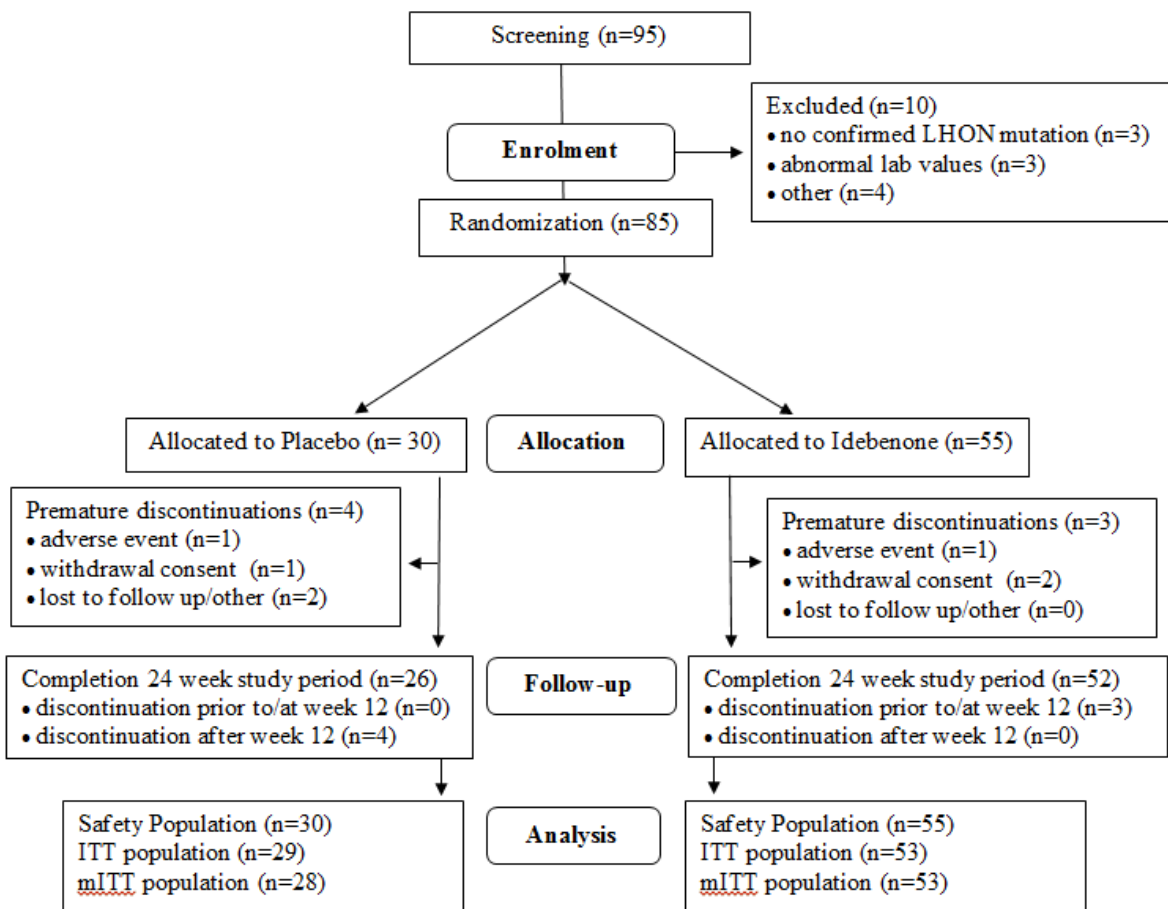 Screening (n=95)
Excluded (n=10)
• no confirmed LHON mutation (n=3)
• abnormal lab values (n=3)
• other (n=4)
Enrolment
Randomization (n=85)
Allocated to Placebo (n= 30)
Allocation
Allocated to Idebenone (n=55)
Premature discontinuations (n=4)
• adverse event (n=1)
• withdrawal consent (n=1)
• lost to follow up/other (n=2)
Premature discontinuations (n=3)
• adverse event (n=1)
• withdrawal consent (n=2)
• lost to follow up/other (n=0)
Completion 24 week study period (n=26)
• discontinuation prior to/at week 12 (n=0)
• discontinuation after week 12 (n=4)
Follow-up
Completion 24 week study period (n=52)
• discontinuation prior to/at week 12 (n=3)
• discontinuation after week 12 (n=0)
Safety Population (n=30)
ITT population (n=29)
mITT population (n=28)
Analysis
Safety Population (n=55)
ITT population (n=53)
mITT population (n=53)